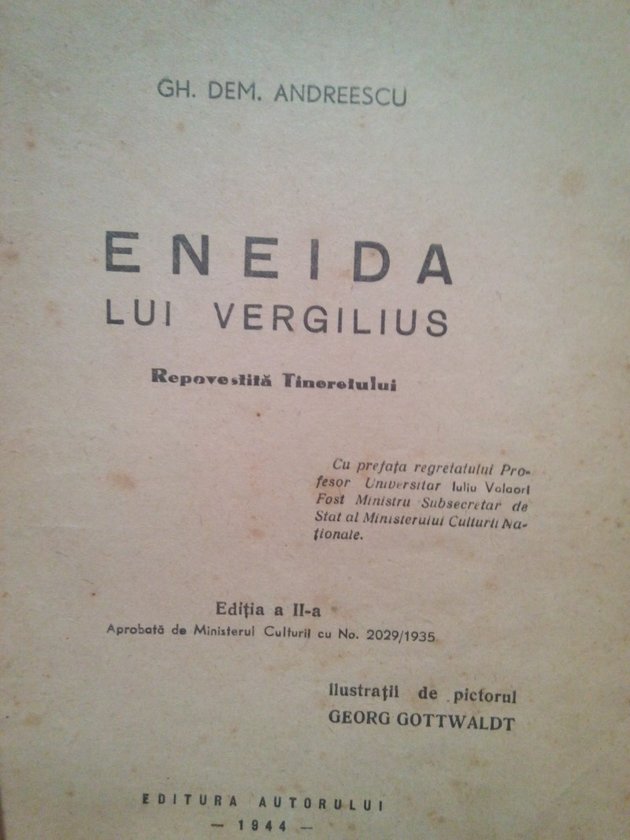 GH. DEM. ANDREESCU
ENEIDA
LUI VERGILIUS
Repovestită Tineretului
Cu prefața regretatului Pro-
fesor Universitar Iuliu Valaori
Fost Ministru Subsecretar de
Stat al Ministerului Culturii Na-
ționale.
Ediția a II-a
Aprobată de Ministerul Culturii cu No. 2029/1935
Ilustrații de pictorul
GEORG GOTTWALDT
EDITURA AUTORULUI
— 1944 —